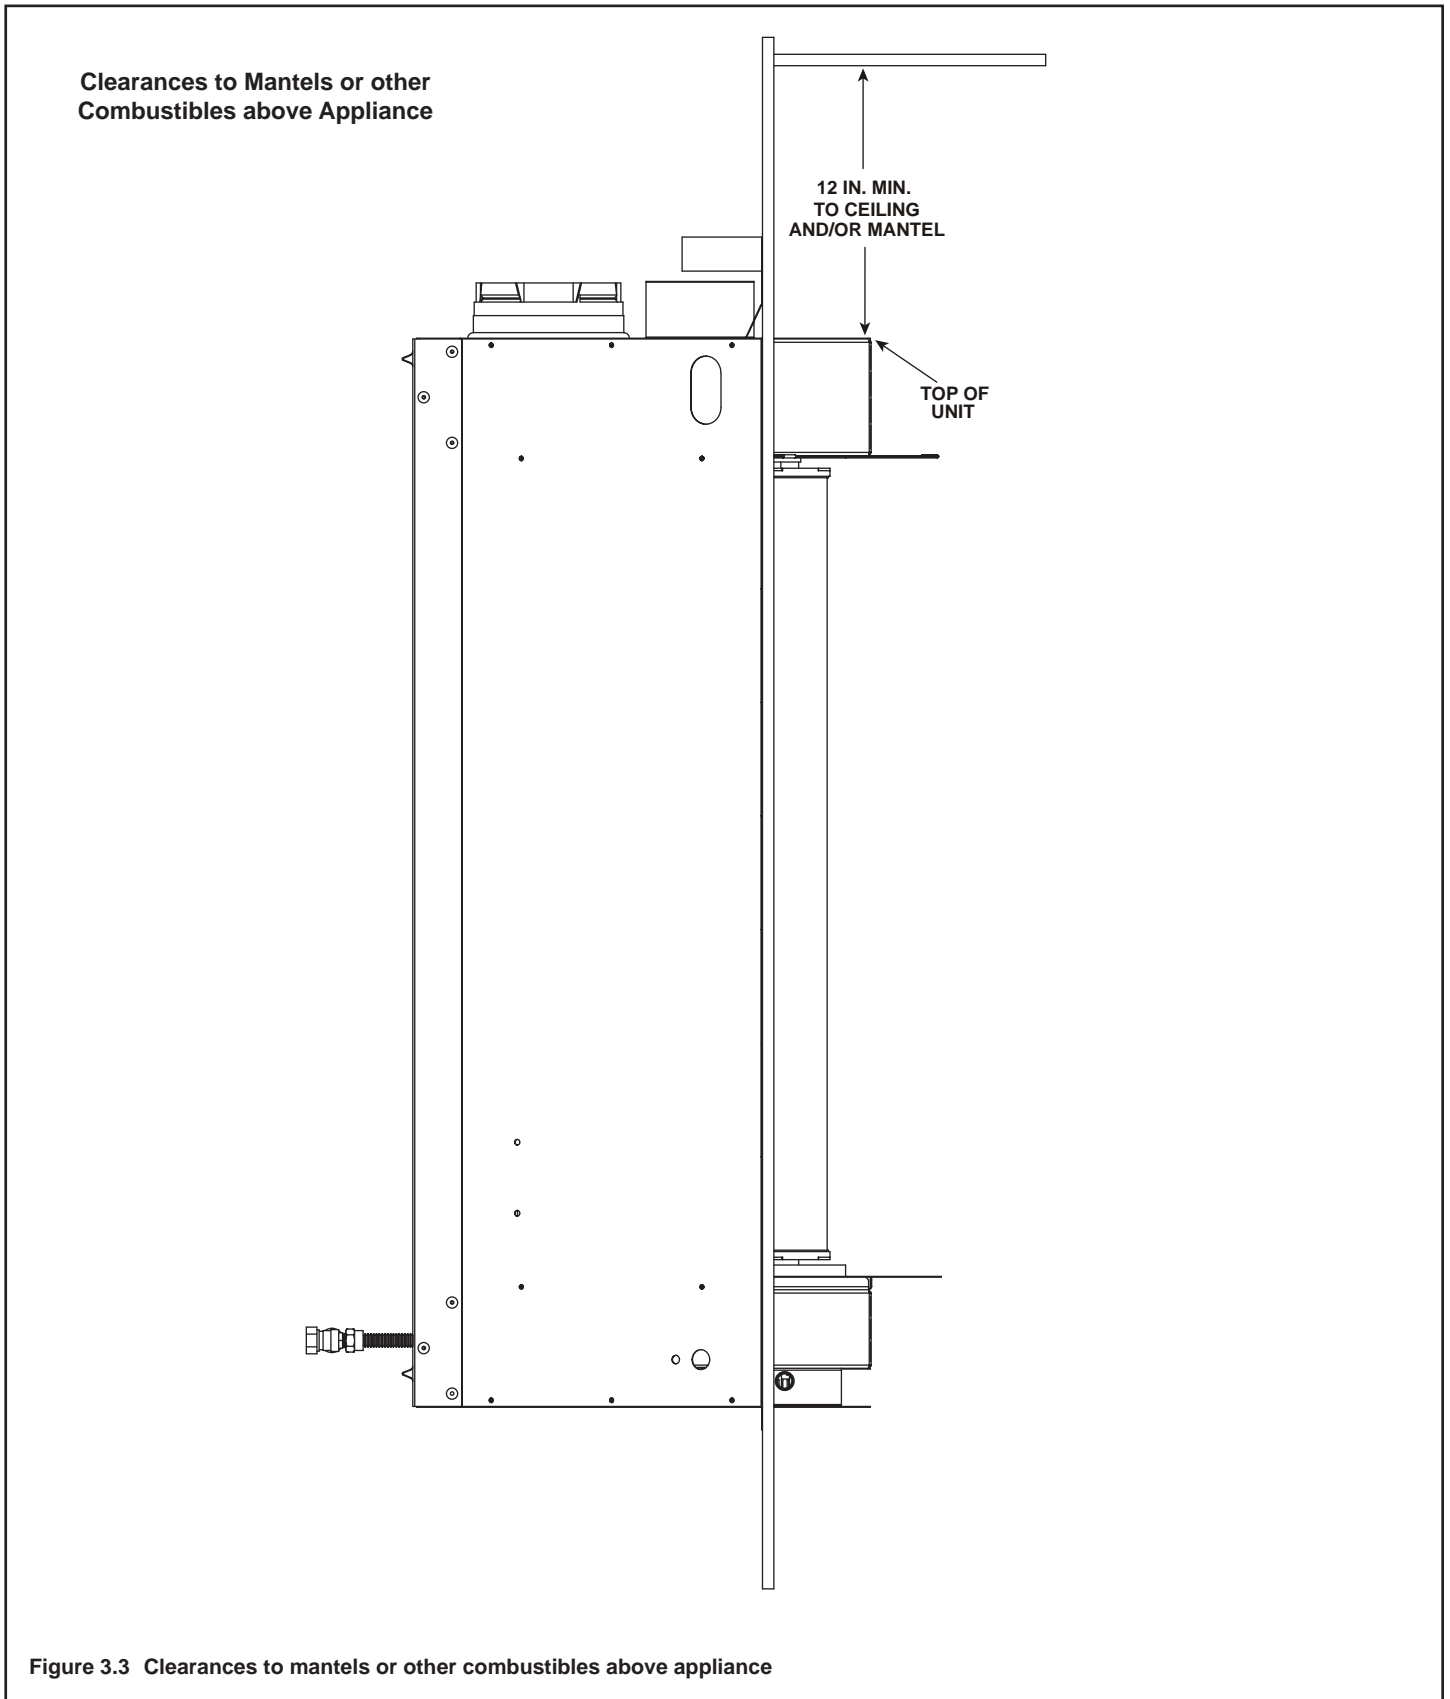 Clearances to Mantels or other
Combustibles above Appliance
12 IN. MIN.
TO CEILING
AND/OR MANTEL
TOP OF
UNIT
Figure 3.3 Clearances to mantels or other combustibles above appliance